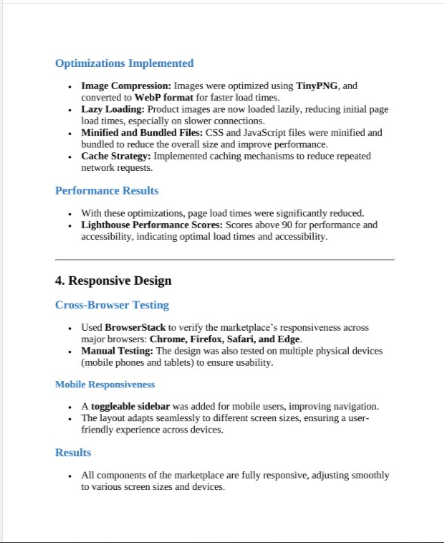 Optimizations Implemented
• Image Compression: Images were optimized using TinyPNG, and
converted to WebP format for faster load times.
• Lazy Loading: Product images are now loaded lazily, reducing initial page
load times, especially on slower connections.
• Minified and Bundled Files: CSS and JavaScript files were minified and
bundled to reduce the overall size and improve performance.
• Cache Strategy: Implemented caching mechanisms to reduce repeated
network requests.
Performance Results
• With these optimizations, page load times were significantly reduced.
• Lighthouse Performance Scores: Scores above 90 for performance and
accessibility, indicating optimal load times and accessibility.
4. Responsive Design
Cross-Browser Testing
• Used BrowserStack to verify the marketplace's responsiveness across
major browsers: Chrome, Firefox, Safari, and Edge.
• Manual Testing: The design was also tested on multiple physical devices
(mobile phones and tablets) to ensure usability.
Mobile Responsiveness
• A toggleable sidebar was added for mobile users, improving navigation.
• The layout adapts seamlessly to different screen sizes, ensuring a user-
friendly experience across devices.
Results
• All components of the marketplace are fully responsive, adjusting smoothly
to various screen sizes and devices.